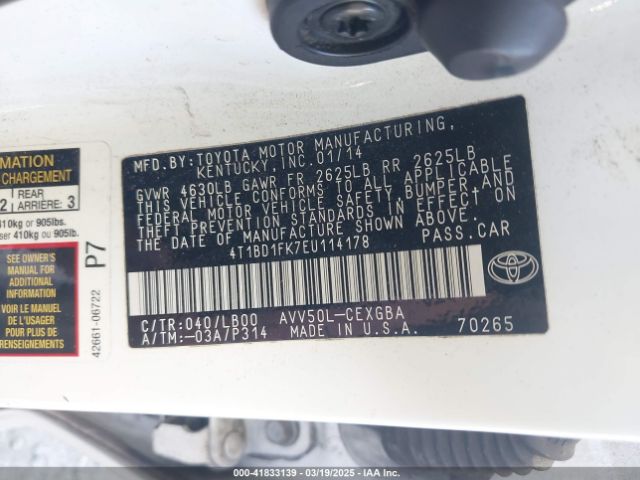 MFD.BY: TOYOTA MOTOR MANUFACTURING,
KENTUCKY, INC. 01/14
GVWR 4630LB GAWR FR 2625LB RR 2625LB
THIS VEHICLE CONFORMS TO ALL APPLICABLE
FEDERAL MOTOR VEHICLE SAFETY, BUMPER, AND
THEFT PREVENTION STANDARDS IN EFFECT ON
THE DATE OF MANUFACTURE SHOWN ABOVE.
4T1BD1FK7EU114178 PASS.CAR
C/TR:040/LB00 AVV50L-CEXGBA
A/TM:-03A7P314 MADE IN U.S.A. 70265
TOYOTA
MATION
CHARGEMENT
2 REAR ARRIÈRE: 3
410kg or 905lbs.
ser 410kg ou 905lb.
SEE OWNER'S
MANUAL FOR
ADDITIONAL
INFORMATION
VOIR LE MANUEL
DE L'USAGER
POUR PLUS DE
RENSEIGNEMENTS
P7
42661-06722
000-41833139 - 03/19/2025 - IAAI.COM